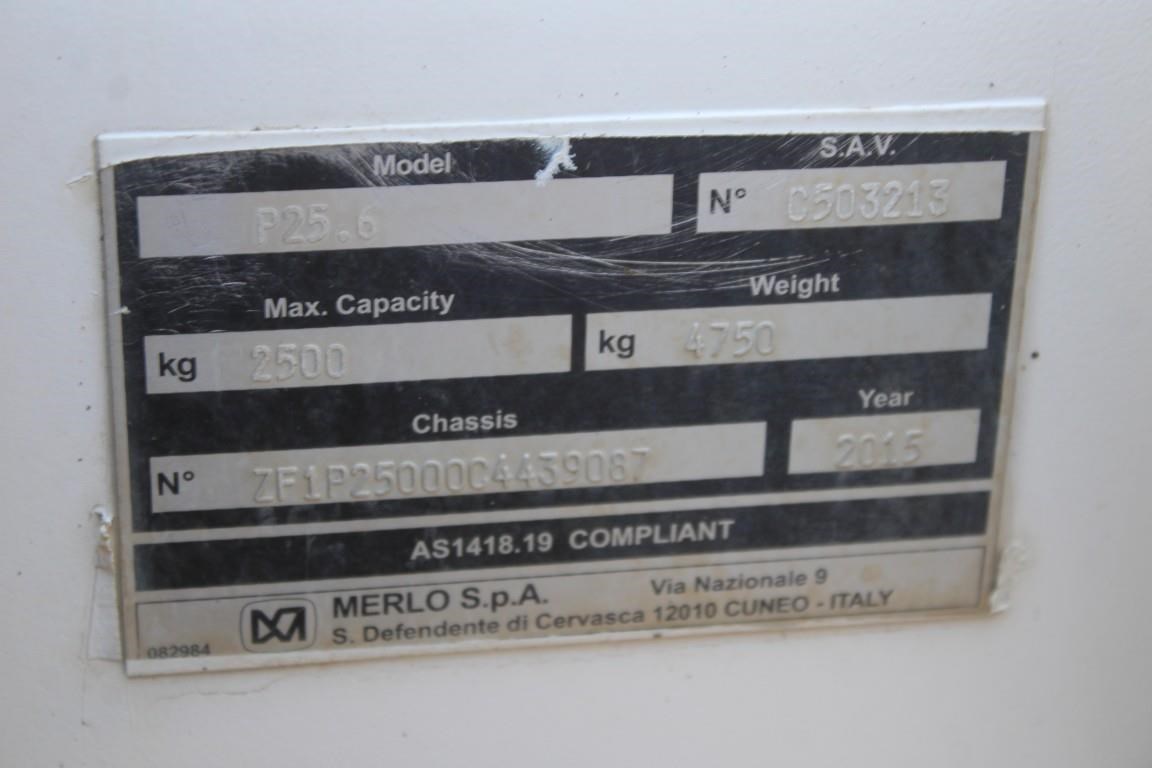 Model
P25.6
S.A.V.
N° C503213
Max. Capacity
kg 2500
Weight
kg 4750
Chassis
N° ZF1P25000C4439087
Year
2015
AS1418.19 COMPLIANT
MERLO S.p.A.
Via Nazionale 9
S. Defendente di Cervasca 12010 CUNEO - ITALY
082984